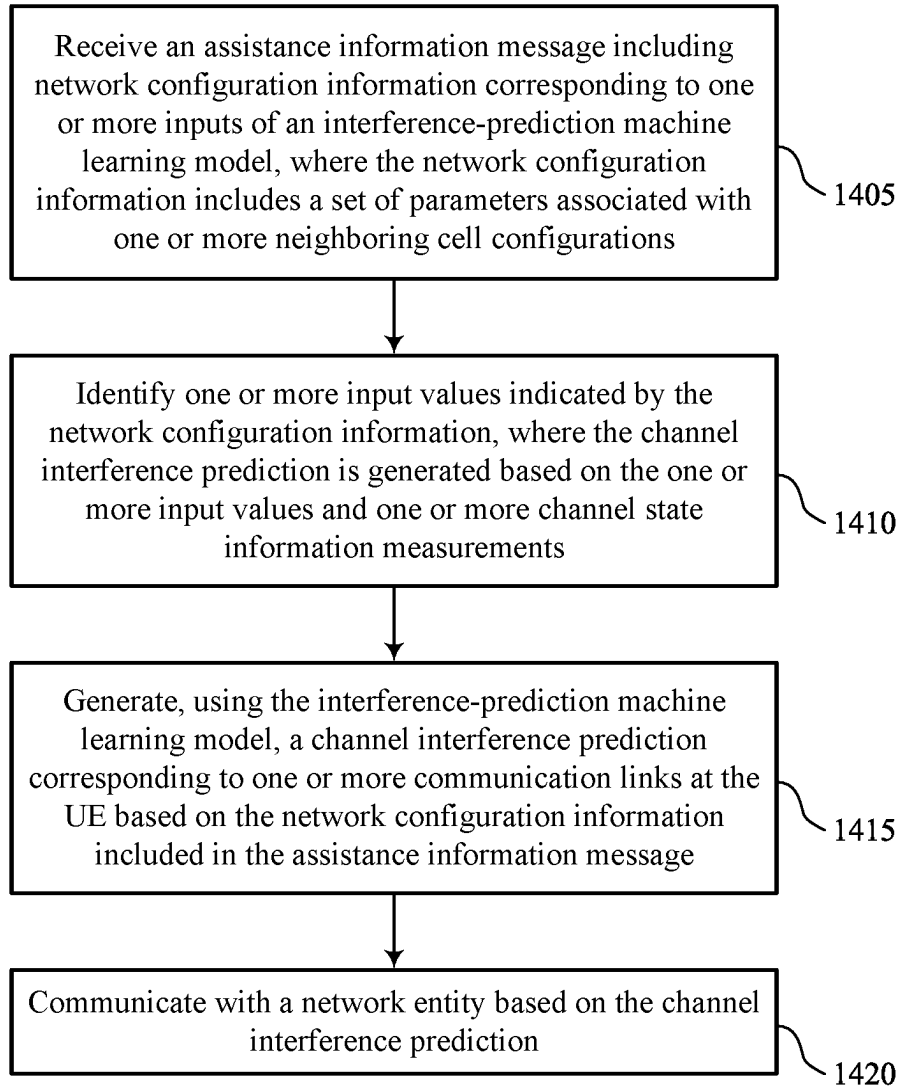 Receive an assistance information message including
network configuration information corresponding to one
or more inputs of an interference-prediction machine
learning model, where the network configuration
information includes a set of parameters associated with
one or more neighboring cell configurations
1405
Identify one or more input values indicated by the
network configuration information, where the channel
interference prediction is generated based on the one or
more input values and one or more channel state
information measurements
1410
Generate, using the interference-prediction machine
learning model, a channel interference prediction
corresponding to one or more communication links at the
UE based on the network configuration information
included in the assistance information message
1415
Communicate with a network entity based on the channel
interference prediction
1420